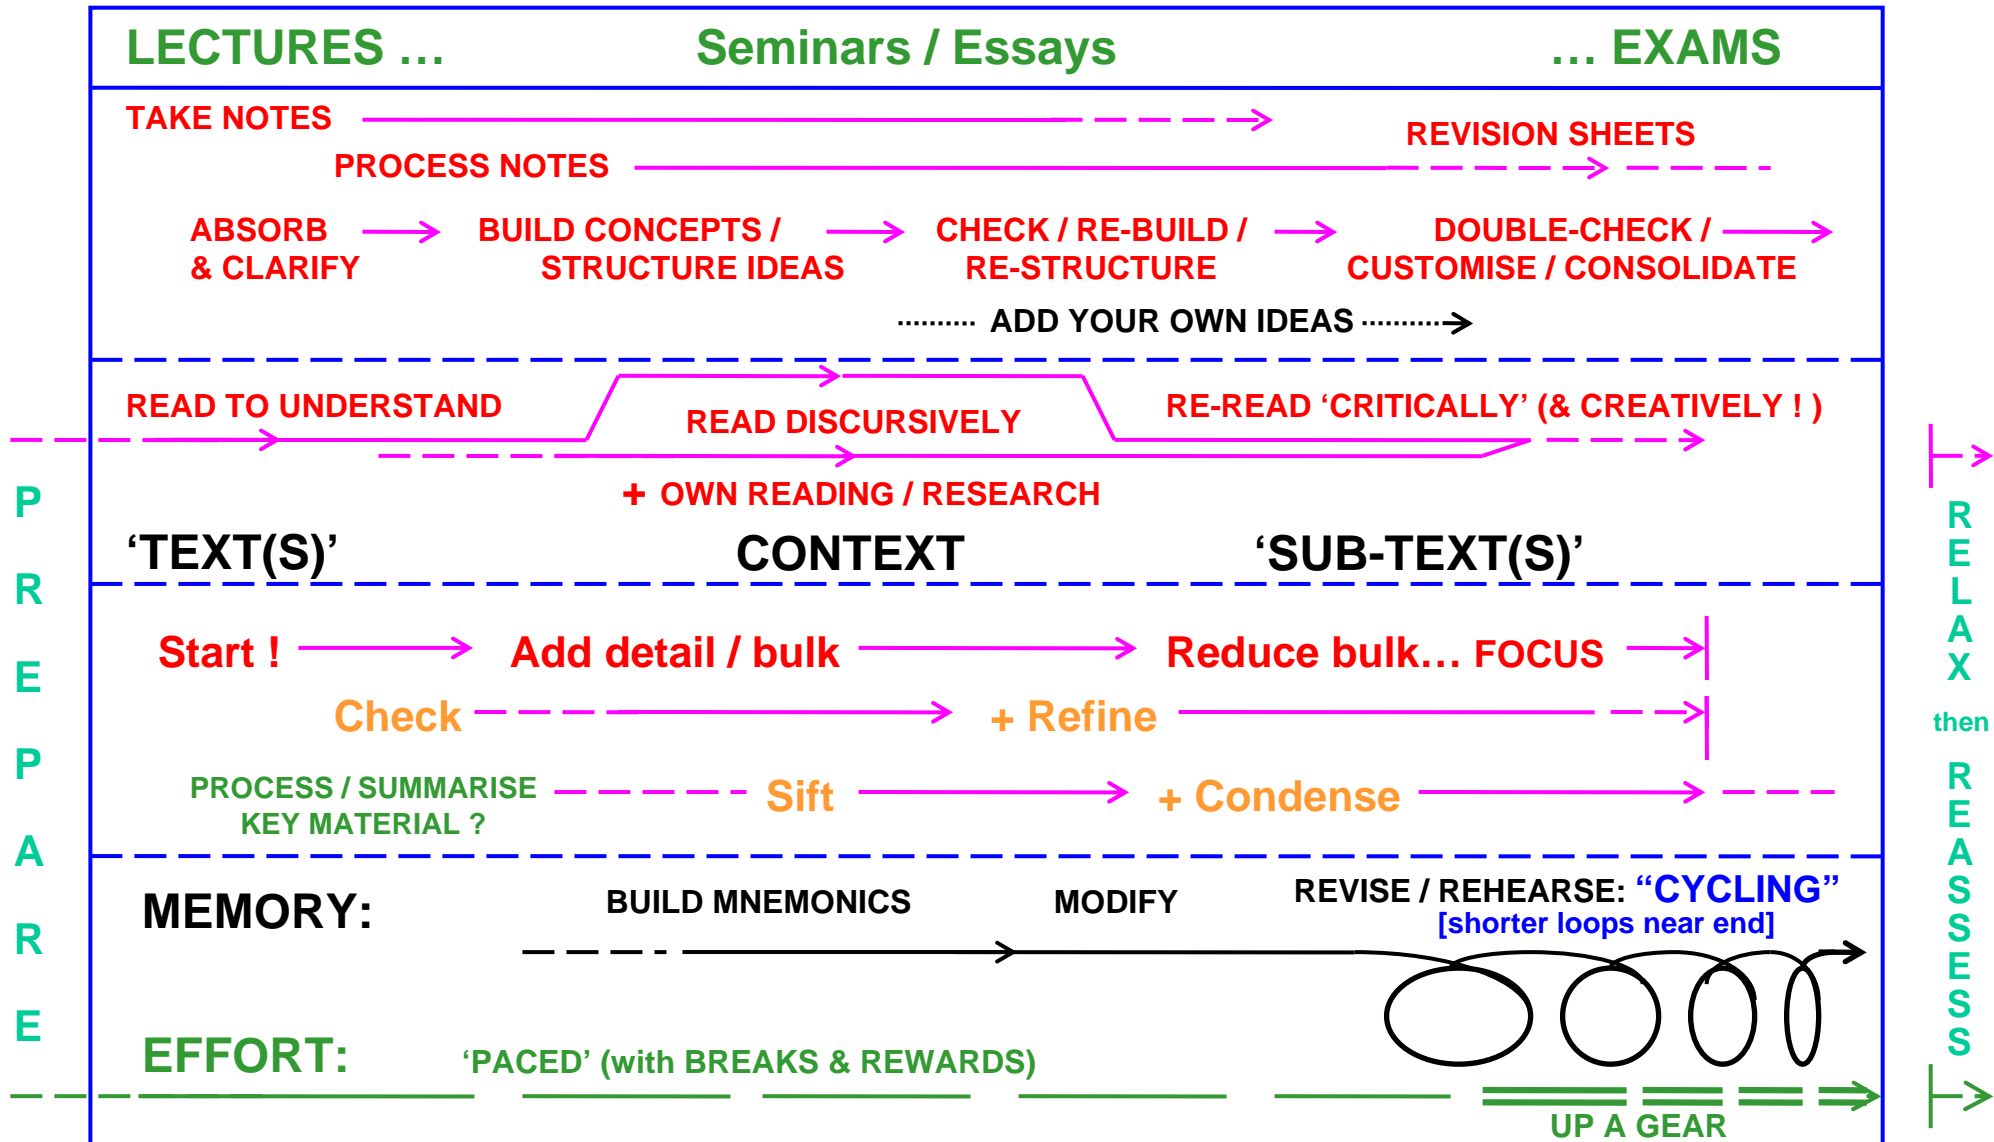 LECTURES … Seminars / Essays … EXAMS
TAKE NOTES
REVISION SHEETS
PROCESS NOTES
ABSORB
& CLARIFY
BUILD CONCEPTS /
STRUCTURE IDEAS
CHECK / RE-BUILD /
RE-STRUCTURE
DOUBLE-CHECK /
CUSTOMISE / CONSOLIDATE
ADD YOUR OWN IDEAS
READ TO UNDERSTAND
READ DISCURSIVELY
RE-READ ‘CRITICALLY’ (& CREATIVELY ! )
+ OWN READING / RESEARCH
‘TEXT(S)’ CONTEXT ‘SUB-TEXT(S)’
Start ! Add detail / bulk Reduce bulk… FOCUS
Check + Refine
PROCESS / SUMMARISE
KEY MATERIAL ?
Sift + Condense
MEMORY:
BUILD MNEMONICS
MODIFY
REVISE / REHEARSE: “CYCLING”
[shorter loops near end]
EFFORT:
‘PACED’ (with BREAKS & REWARDS)
UP A GEAR
PREPARE
RELAX
then
REASSESS